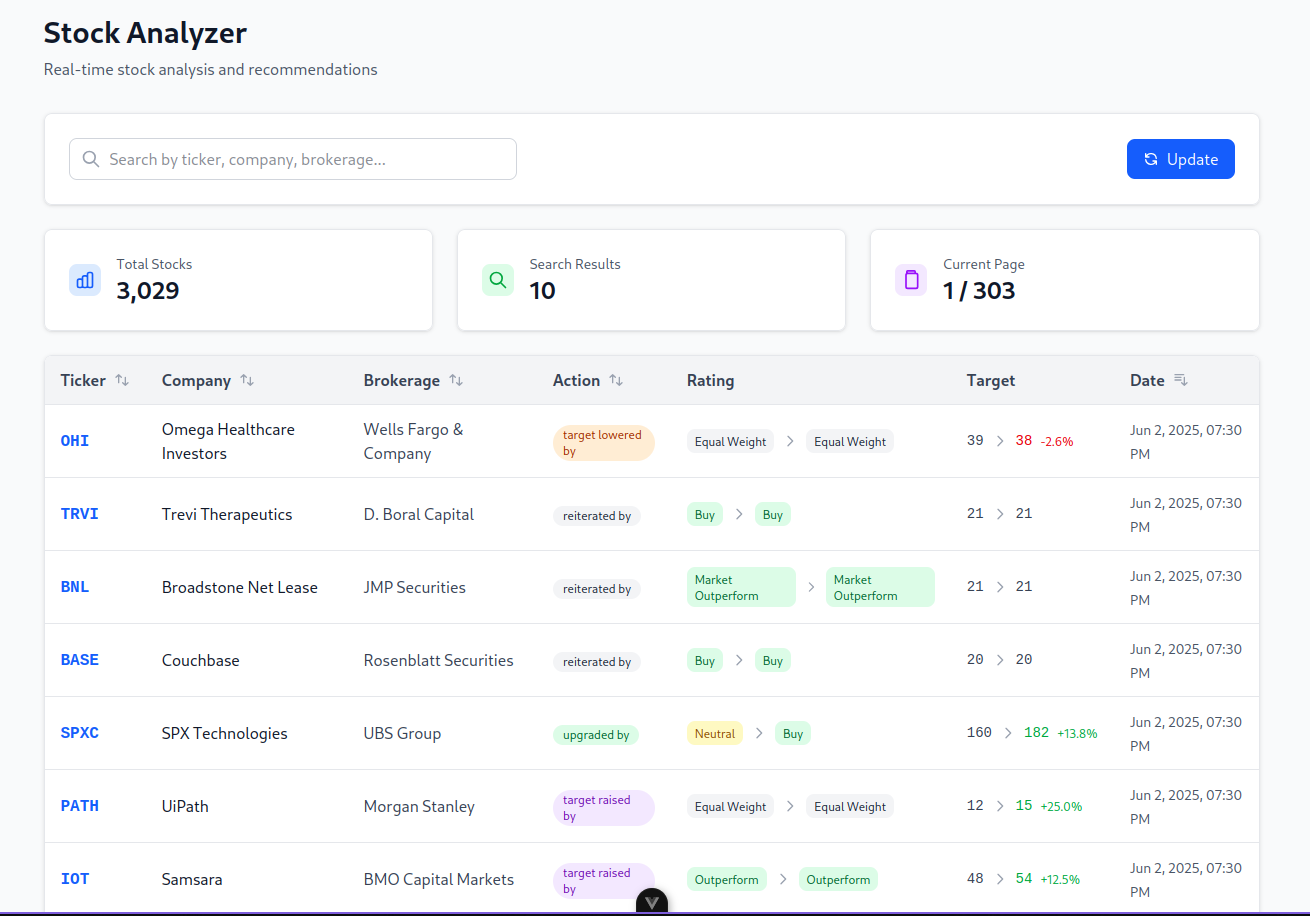 Stock Analyzer
Real-time stock analysis and recommendations
Search by ticker, company, brokerage...
Update
Total Stocks
3,029
Search Results
10
Current Page
1 / 303
Ticker Company Brokerage Action Rating Target Date
OHI Omega Healthcare Investors Wells Fargo & Company target lowered by Equal Weight Equal Weight 39 38 -2.6% Jun 2, 2025, 07:30 PM
TRVI Trevi Therapeutics D. Boral Capital reiterated by Buy Buy 21 21 Jun 2, 2025, 07:30 PM
BNL Broadstone Net Lease JMP Securities reiterated by Market Outperform Market Outperform 21 21 Jun 2, 2025, 07:30 PM
BASE Couchbase Rosenblatt Securities reiterated by Buy Buy 20 20 Jun 2, 2025, 07:30 PM
SPXC SPX Technologies UBS Group upgraded by Neutral Buy 160 182 +13.8% Jun 2, 2025, 07:30 PM
PATH UiPath Morgan Stanley target raised by Equal Weight Equal Weight 12 15 +25.0% Jun 2, 2025, 07:30 PM
IOT Samsara BMO Capital Markets target raised by Outperform Outperform 48 54 +12.5% Jun 2, 2025, 07:30 PM